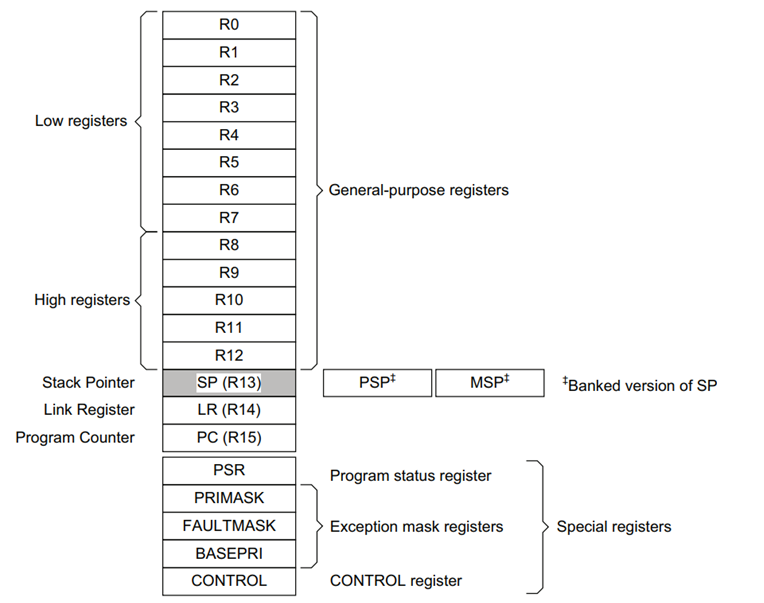 R0
R1
R2
R3
Low registers
R4
R5
R6
General-purpose registers
R7
R8
R9
High registers
R10
R11
R12
Stack Pointer SP (R13) PSP‡ MSP‡ ‡Banked version of SP
Link Register LR (R14)
Program Counter PC (R15)
PSR Program status register
PRIMASK
FAULTMASK Exception mask registers Special registers
BASEPRI
CONTROL CONTROL register